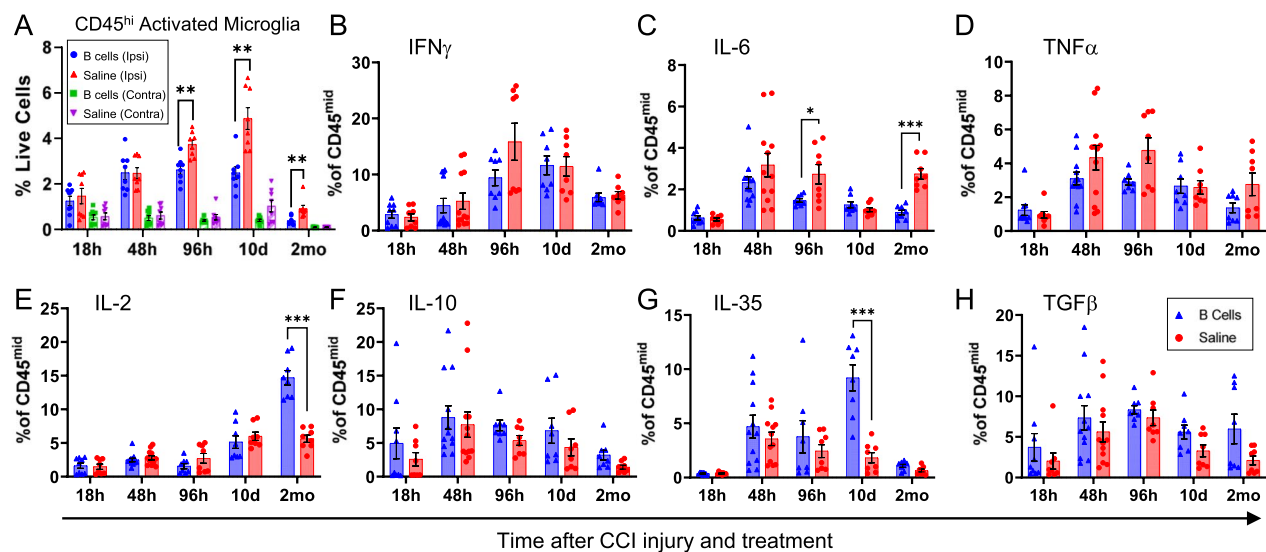 A
CD45hi Activated Microglia
% Live Cells
8
6
4
2
0
B cells (Ipsi)
Saline (Ipsi)
B cells (Contra)
Saline (Contra)
**
**
**
18h 48h 96h 10d 2mo
B
IFNγ
%of CD45mid
30
20
10
0
18h 48h 96h 10d 2mo
C
IL-6
%of CD45mid
8
6
4
2
0
*
***
18h 48h 96h 10d 2mo
D
TNFα
%of CD45mid
10
8
6
4
2
0
18h 48h 96h 10d 2mo
E
IL-2
%of CD45mid
25
20
15
10
5
0
***
18h 48h 96h 10d 2mo
F
IL-10
%of CD45mid
25
20
15
10
5
0
18h 48h 96h 10d 2mo
G
IL-35
%of CD45mid
15
10
5
0
***
18h 48h 96h 10d 2mo
H
TGFβ
%of CD45mid
20
15
10
5
0
B Cells
Saline
18h 48h 96h 10d 2mo
Time after CCI injury and treatment